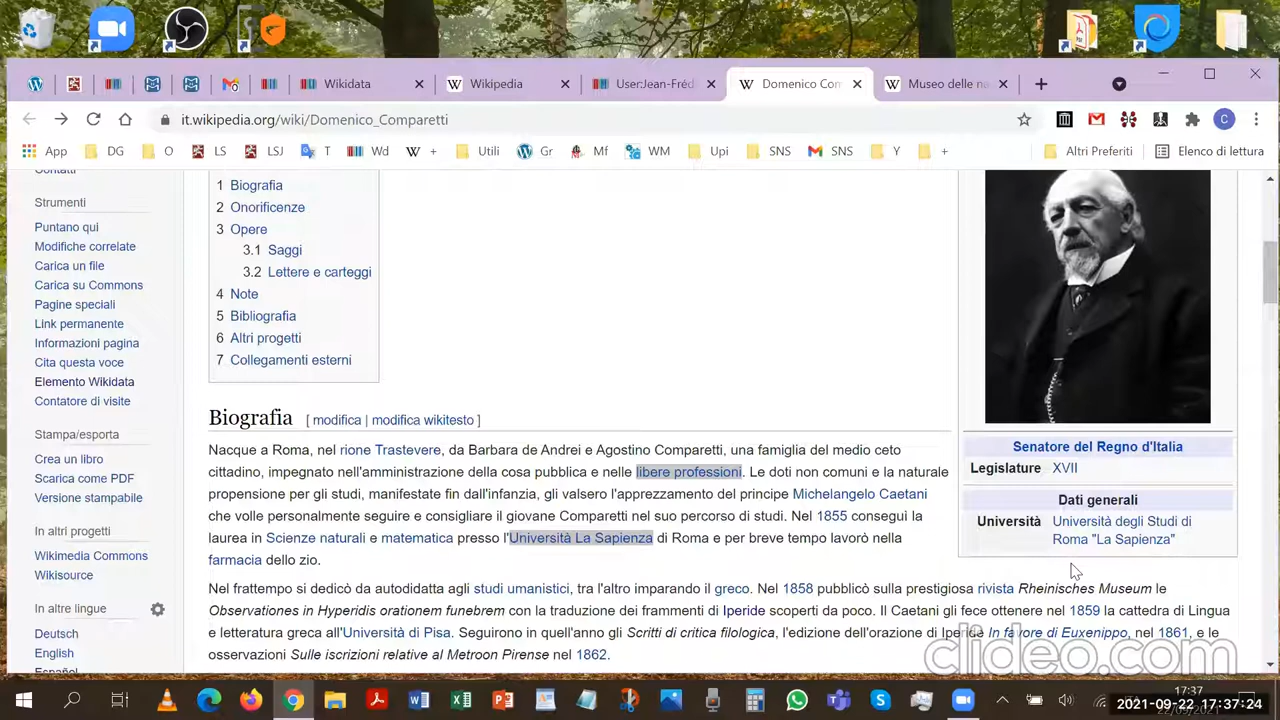 Wikidata
Wikipedia
User:Jean-Fréd
Domenico Com
Museo delle na
it.wikipedia.org/wiki/Domenico_Comparetti
C
App
DG
O
LS
LSJ
T
Wd
+
Utili
Gr
Mf
WM
Upi
SNS
SNS
Y
+
Altri Preferiti
Elenco di lettura
Contatti
Strumenti
Puntano qui
Modifiche correlate
Carica un file
Carica su Commons
Pagine speciali
Link permanente
Informazioni pagina
Cita questa voce
Elemento Wikidata
Contatore di visite
Stampa/esporta
Crea un libro
Scarica come PDF
Versione stampabile
In altri progetti
Wikimedia Commons
Wikisource
In altre lingue
Deutsch
English
Español
1 Biografia
2 Onorificenze
3 Opere
3.1 Saggi
3.2 Lettere e carteggi
4 Note
5 Bibliografia
6 Altri progetti
7 Collegamenti esterni
Biografia [ modifica | modifica wikitesto ]
Nacque a Roma, nel rione Trastevere, da Barbara de Andrei e Agostino Comparetti, una famiglia del medio ceto
cittadino, impegnato nell'amministrazione della cosa pubblica e nelle libere professioni. Le doti non comuni e la naturale
propensione per gli studi, manifestate fin dall'infanzia, gli valsero l'apprezzamento del principe Michelangelo Caetani
che volle personalmente seguire e consigliare il giovane Comparetti nel suo percorso di studi. Nel 1855 conseguì la
laurea in Scienze naturali e matematica presso l'Università La Sapienza di Roma e per breve tempo lavorò nella
farmacia dello zio.
Nel frattempo si dedicò da autodidatta agli studi umanistici, tra l'altro imparando il greco. Nel 1858 pubblicò sulla prestigiosa rivista Rheinisches Museum le
Observationes in Hyperidis orationem funebrem con la traduzione dei frammenti di Iperide scoperti da poco. Il Caetani gli fece ottenere nel 1859 la cattedra di Lingua
e letteratura greca all'Università di Pisa. Seguirono in quell'anno gli Scritti di critica filologica, l'edizione dell'orazione di Iperide In favore di Euxenippo, nel 1861, e le
osservazioni Sulle iscrizioni relative al Metroon Pirense nel 1862.
Senatore del Regno d'Italia
Legislature XVII
Dati generali
Università Università degli Studi di
Roma "La Sapienza"
clideo.com
17:37
2021-09-22 17:37:24